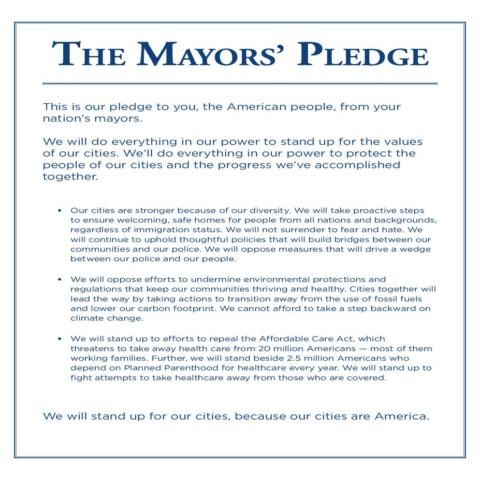 THE MAYORS' PLEDGE
This is our pledge to you, the American people, from your
nation's mayors.
We will do everything in our power to stand up for the values
of our cities. We'll do everything in our power to protect the
people of our cities and the progress we've accomplished
together.
• Our cities are stronger because of our diversity. We will take proactive steps
to ensure welcoming, safe homes for people from all nations and backgrounds,
regardless of immigration status. We will not surrender to fear and hate. We
will continue to uphold thoughtful policies that will build bridges between our
communities and our police. We will oppose measures that will drive a wedge
between our police and our people.
• We will oppose efforts to undermine environmental protections and
regulations that keep our communities thriving and healthy. Cities together will
lead the way by taking actions to transition away from the use of fossil fuels
and lower our carbon footprint. We cannot afford to take a step backward on
climate change.
• We will stand up to efforts to repeal the Affordable Care Act, which
threatens to take away health care from 20 million Americans — most of them
working families. Further, we will stand beside 2.5 million Americans who
depend on Planned Parenthood for healthcare every year. We will stand up to
fight attempts to take healthcare away from those who are covered.
We will stand up for our cities, because our cities are America.